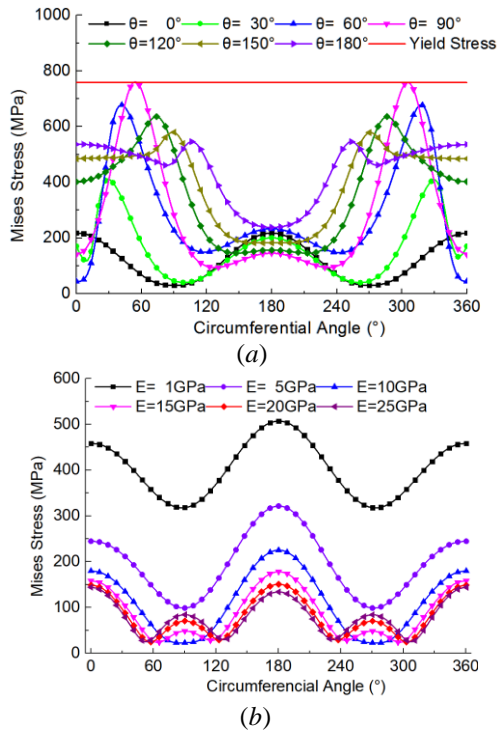 (a)
θ= 0° θ= 30° θ= 60° θ= 90°
θ=120° θ=150° θ=180° Yield Stress
Mises Stress (MPa)
1000
800
600
400
200
0
0 60 120 180 240 300 360
Circumferential Angle (°)
(a)
E= 1GPa E= 5GPa E=10GPa
E=15GPa E=20GPa E=25GPa
Mises Stress (MPa)
600
500
400
300
200
100
0
0 60 120 180 240 300 360
Circumferencial Angle (°)
(b)